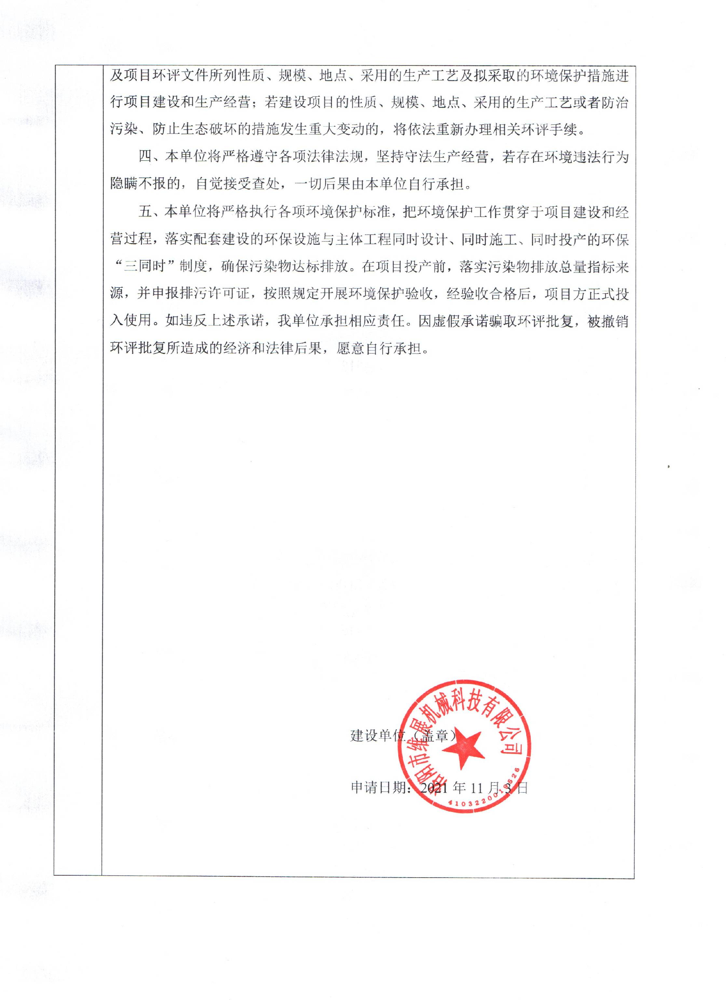 及项目环评文件所列性质、规模、地点、采用的生产工艺及拟采取的环境保护措施进
行项目建设和生产经营；若建设项目的性质、规模、地点、采用的生产工艺或者防治
污染、防止生态破坏的措施发生重大变动的，将依法重新办理相关环评手续。
四、本单位将严格遵守各项法律法规，坚持守法生产经营，若存在环境违法行为
隐瞒不报的，自觉接受查处，一切后果由本单位自行承担。
五、本单位将严格执行各项环境保护标准，把环境保护工作贯穿于项目建设和经
营过程，落实配套建设的环保设施与主体工程同时设计、同时施工、同时投产的环保
“三同时”制度，确保污染物达标排放。在项目投产前，落实污染物排放总量指标来
源，并申报排污许可证，按照规定开展环境保护验收，经验收合格后，项目方正式投
入使用。如违反上述承诺，我单位承担相应责任。因虚假承诺骗取环评批复，被撤销
环评批复所造成的经济和法律后果，愿意自行承担。
洛阳市维展机械科技有限公司
建设单位（盖章）
申请日期：2021 年 11 月 3 日
4103220019526